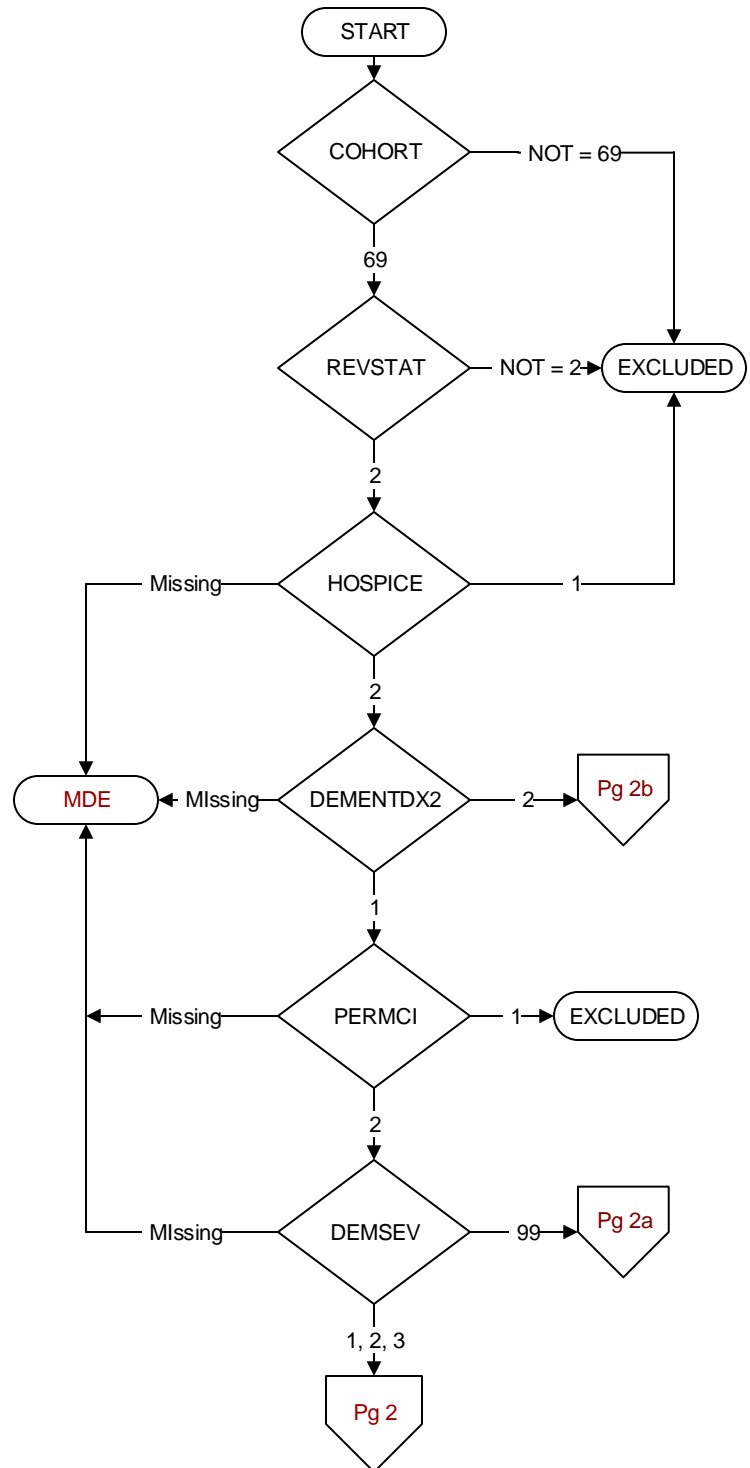 START
COHORT
NOT = 69
69
REVSTAT
NOT = 2
EXCLUDED
2
Missing
HOSPICE
1
2
MDE
MIssing
DEMENTDX2
2
Pg 2b
1
Missing
PERMCI
1
EXCLUDED
2
MIssing
DEMSEV
99
Pg 2a
1, 2, 3
Pg 2